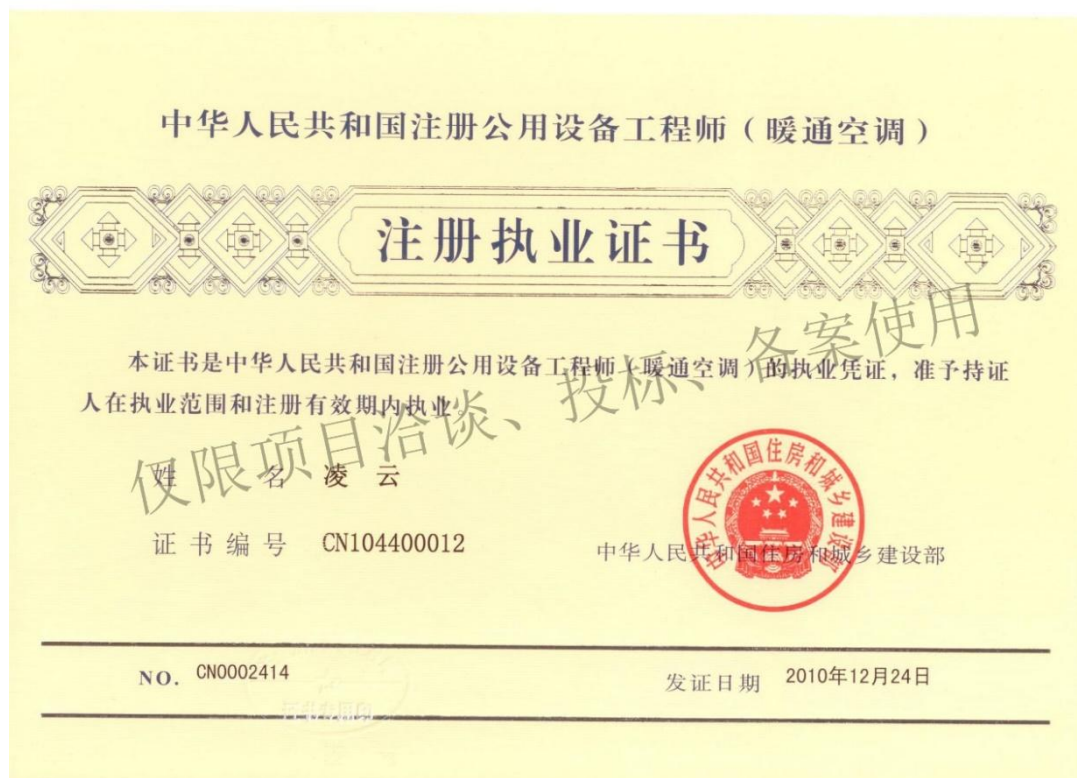 中华人民共和国注册公用设备工程师（暖通空调）
注册执业证书
本证书是中华人民共和国注册公用设备工程师（暖通空调）的执业凭证，准予持证
人在执业范围和注册有效期内执业。
仅限项目洽谈、投标、备案使用
姓 名 凌云
证书编号 CN104400012
中华人民共和国住房和城乡建设部
中华人民共和国住房和城乡建设部
NO. CN0002414
发证日期 2010年12月24日